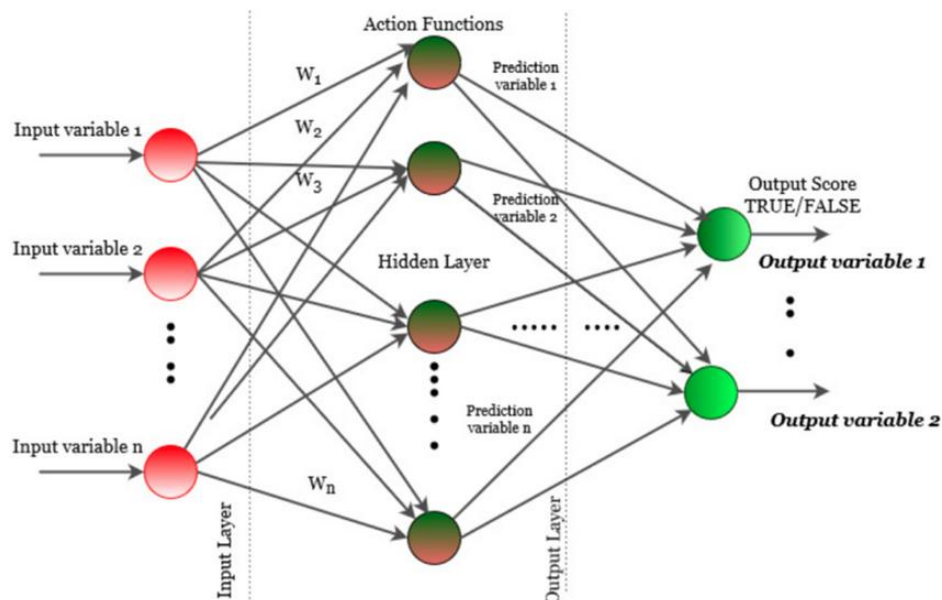 Action Functions
Prediction
variable 1
W1
Input variable 1
W2
W3
Output Score
TRUE/FALSE
Prediction
variable 2
Input variable 2
Hidden Layer
Output variable 1
Prediction
variable n
Output variable 2
Input variable n
Wn
Input Layer
Output Layer